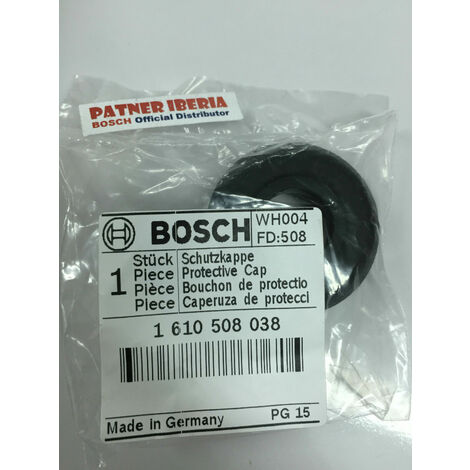 PATNER IBERIA
BOSCH Official Distributor
BOSCH
WH004
FD:508
1
Stück Schutzkappe
Piece Protective Cap
Pièce Bouchon de protectio
Piece Caperuza de protecci
1 610 508 038
Made in Germany PG 15